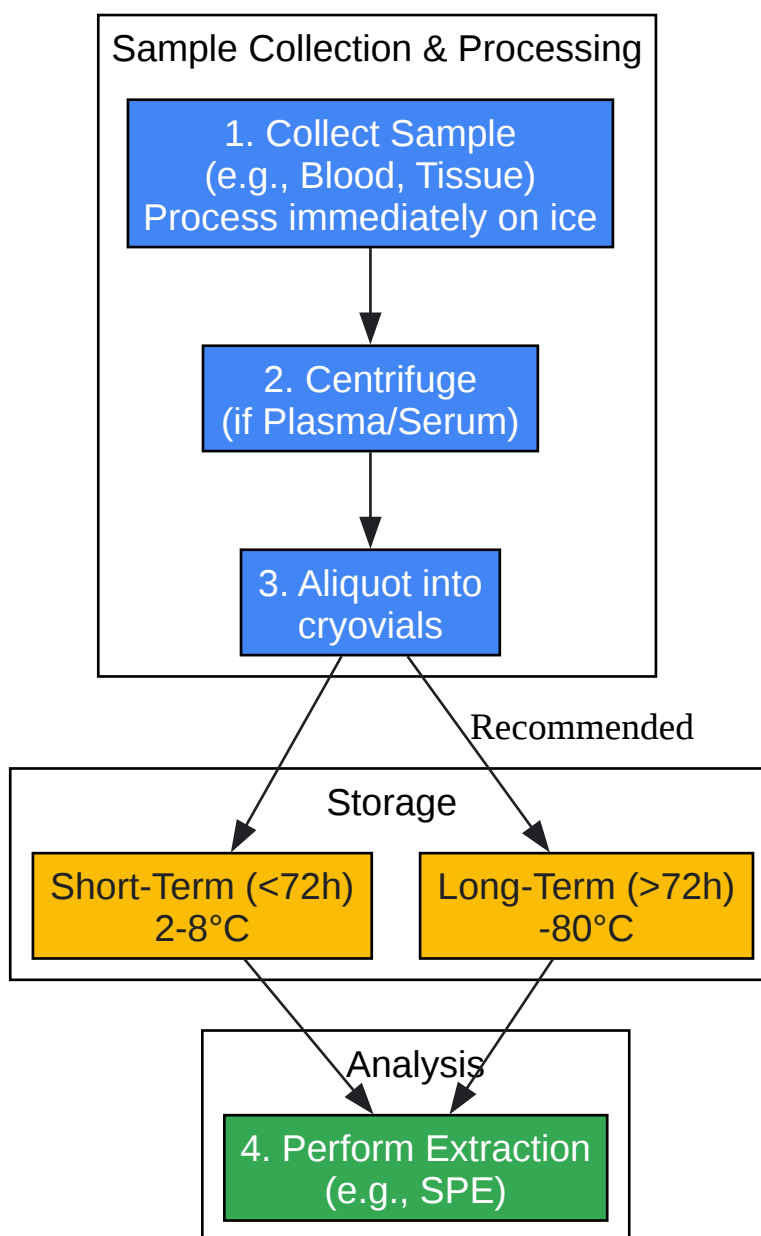 Sample Collection & Processing
1. Collect Sample
(e.g., Blood, Tissue)
Process immediately on ice
2. Centrifuge
(if Plasma/Serum)
3. Aliquot into
cryovials
Recommended
Storage
Short-Term (<72h)
2-8°C
Long-Term (>72h)
-80°C
Analysis
4. Perform Extraction
(e.g., SPE)